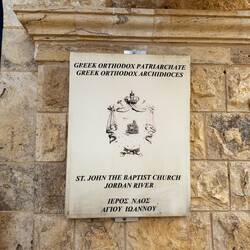 GREEK ORTHODOX PATRIARCHATE
GREEK ORTHODOX ARCHIDIOCES
ST. JOHN THE BAPTIST CHURCH
JORDAN RIVER
ΙΕΡΟΣ ΝΑΟΣ
ΑΓΙΟΥ ΙΩΑΝΝΟΥ